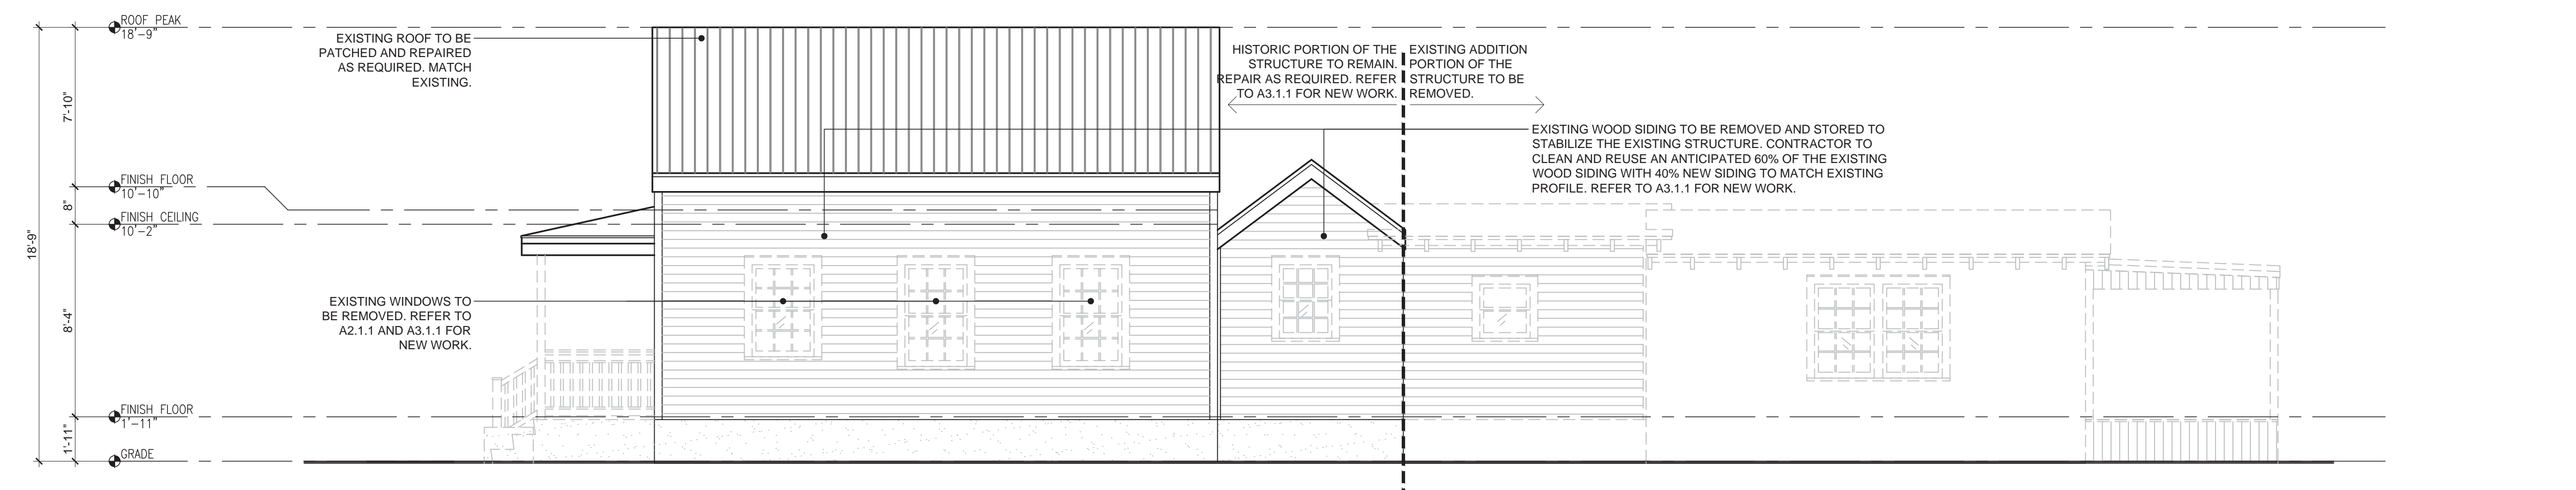 ROOF PEAK
18'-9"
EXISTING ROOF TO BE
PATCHED AND REPAIRED
AS REQUIRED. MATCH
EXISTING.
HISTORIC PORTION OF THE
STRUCTURE TO REMAIN.
REPAIR AS REQUIRED. REFER
TO A3.1.1 FOR NEW WORK.
EXISTING ADDITION
PORTION OF THE
STRUCTURE TO BE
REMOVED.
7'-10"
EXISTING WOOD SIDING TO BE REMOVED AND STORED TO
STABILIZE THE EXISTING STRUCTURE. CONTRACTOR TO
CLEAN AND REUSE AN ANTICIPATED 60% OF THE EXISTING
WOOD SIDING WITH 40% NEW SIDING TO MATCH EXISTING
PROFILE. REFER TO A3.1.1 FOR NEW WORK.
FINISH FLOOR
10'-10"
8"
FINISH CEILING
10'-2"
18'-9"
EXISTING WINDOWS TO
BE REMOVED. REFER TO
A2.1.1 AND A3.1.1 FOR
NEW WORK.
8'-4"
FINISH FLOOR
1'-11"
1'-11"
GRADE